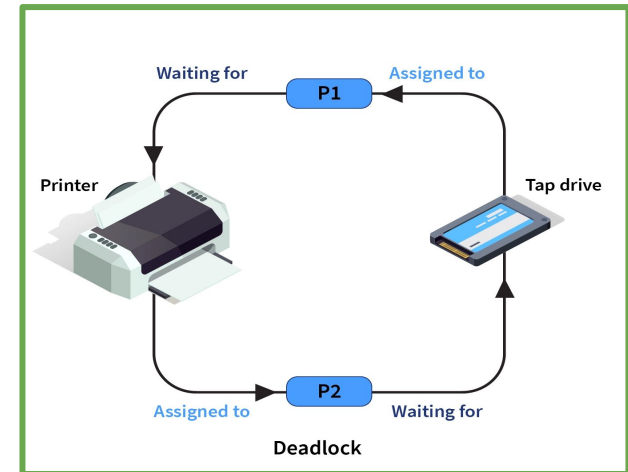 Waiting for
P1
Assigned to
Printer
Tap drive
Assigned to
P2
Waiting for
Deadlock